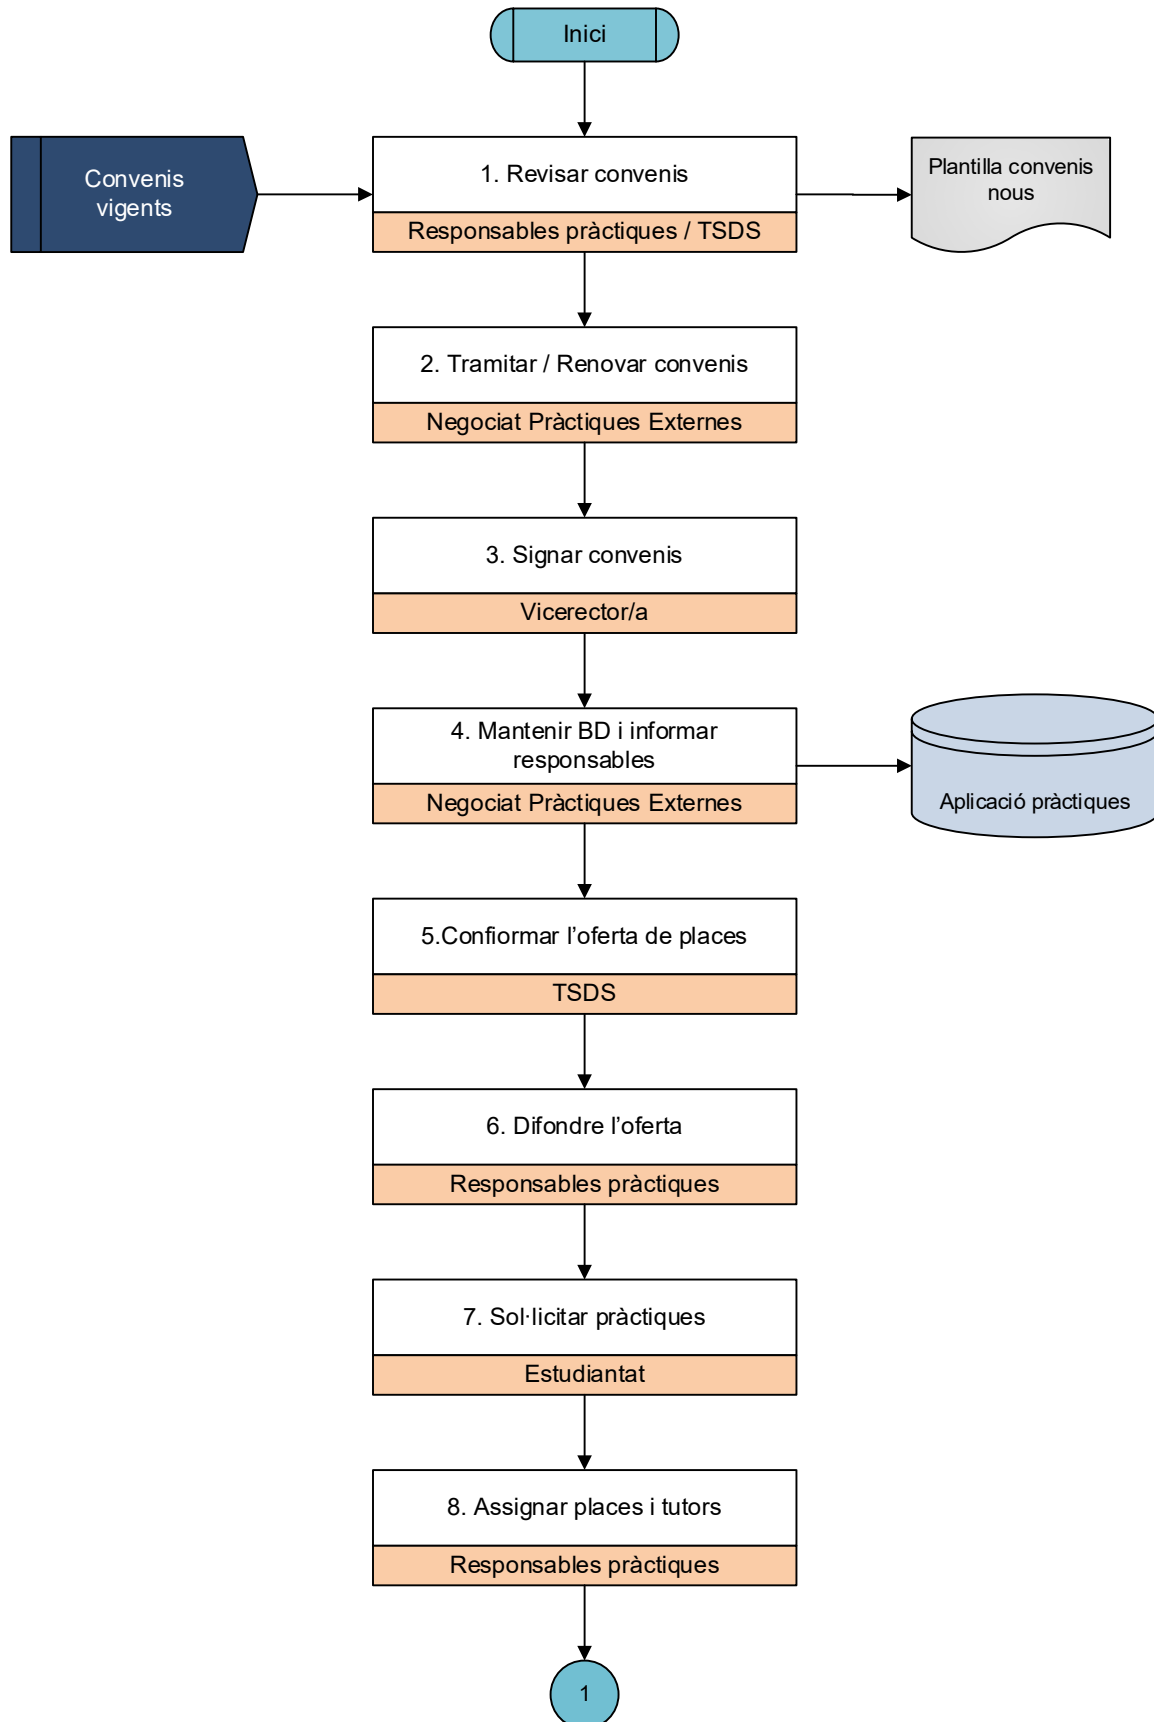 Inici
Convenis
vigents
1. Revisar convenis
Responsables pràctiques / TSDS
Plantilla convenis
nous
2. Tramitar / Renovar convenis
Negociat Pràctiques Externes
3. Signar convenis
Vicerector/a
4. Mantenir BD i informar
responsables
Negociat Pràctiques Externes
Aplicació pràctiques
5.Confiormar l’oferta de places
TSDS
6. Difondre l’oferta
Responsables pràctiques
7. Sol·licitar pràctiques
Estudiantat
8. Assignar places i tutors
Responsables pràctiques
1